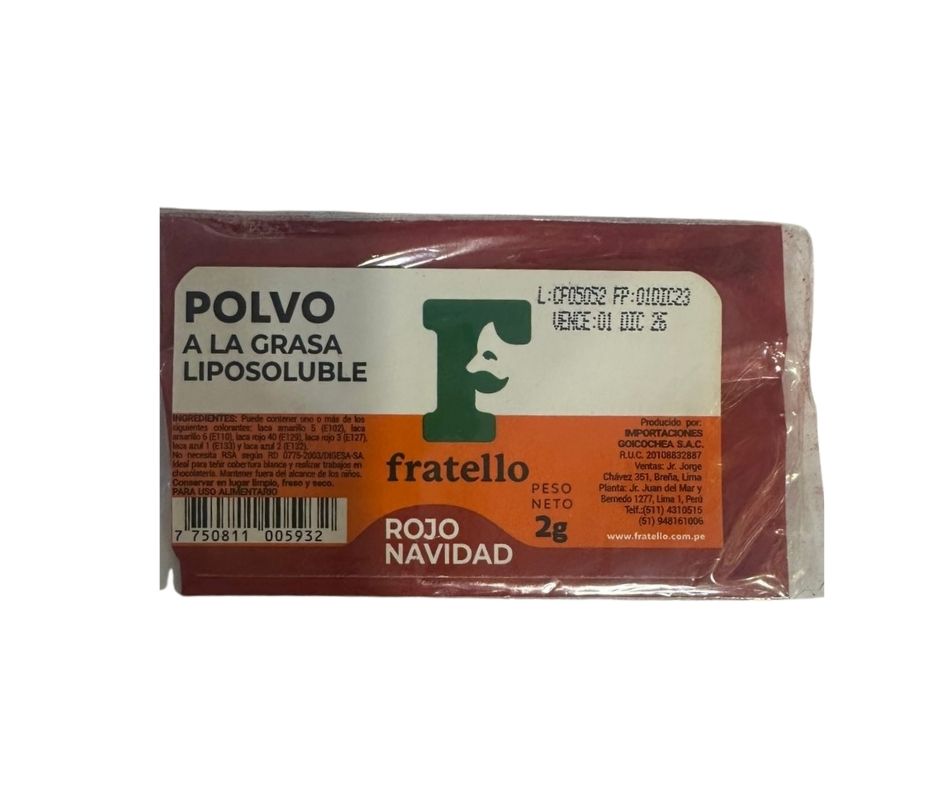 POLVO
A LA GRASA
LIPOSOLUBLE
L:CF05052 FP:01DIC23
VENCE:01 DIC 26
INGREDIENTES: Puede contener uno o más de los
siguientes colorantes: laca amarillo 5 (E102), laca
amarillo 6 (E110), laca rojo 40 (E129), laca rojo 3 (E127),
laca azul 1 (E133) y laca azul 2 (E132).
No necesita RSA según RD 0775-2003/DIGESA-SA.
Ideal para teñir cobertura blanca y realizar trabajos en
chocolatería. Mantener fuera del alcance de los niños.
Conservar en lugar limpio, freso y seco.
PARA USO ALIMENTARIO
7 750811 005932
fratello
PESO
NETO
2g
ROJO
NAVIDAD
Producido por:
IMPORTACIONES
GOICOCHEA S.A.C.
R.U.C. 20108832887
Ventas: Jr. Jorge
Chávez 351, Breña, Lima
Planta: Jr. Juan del Mar y
Bernedo 1277, Lima 1, Perú
Telf.:(511) 4310515
(51) 948161006
www.fratello.com.pe